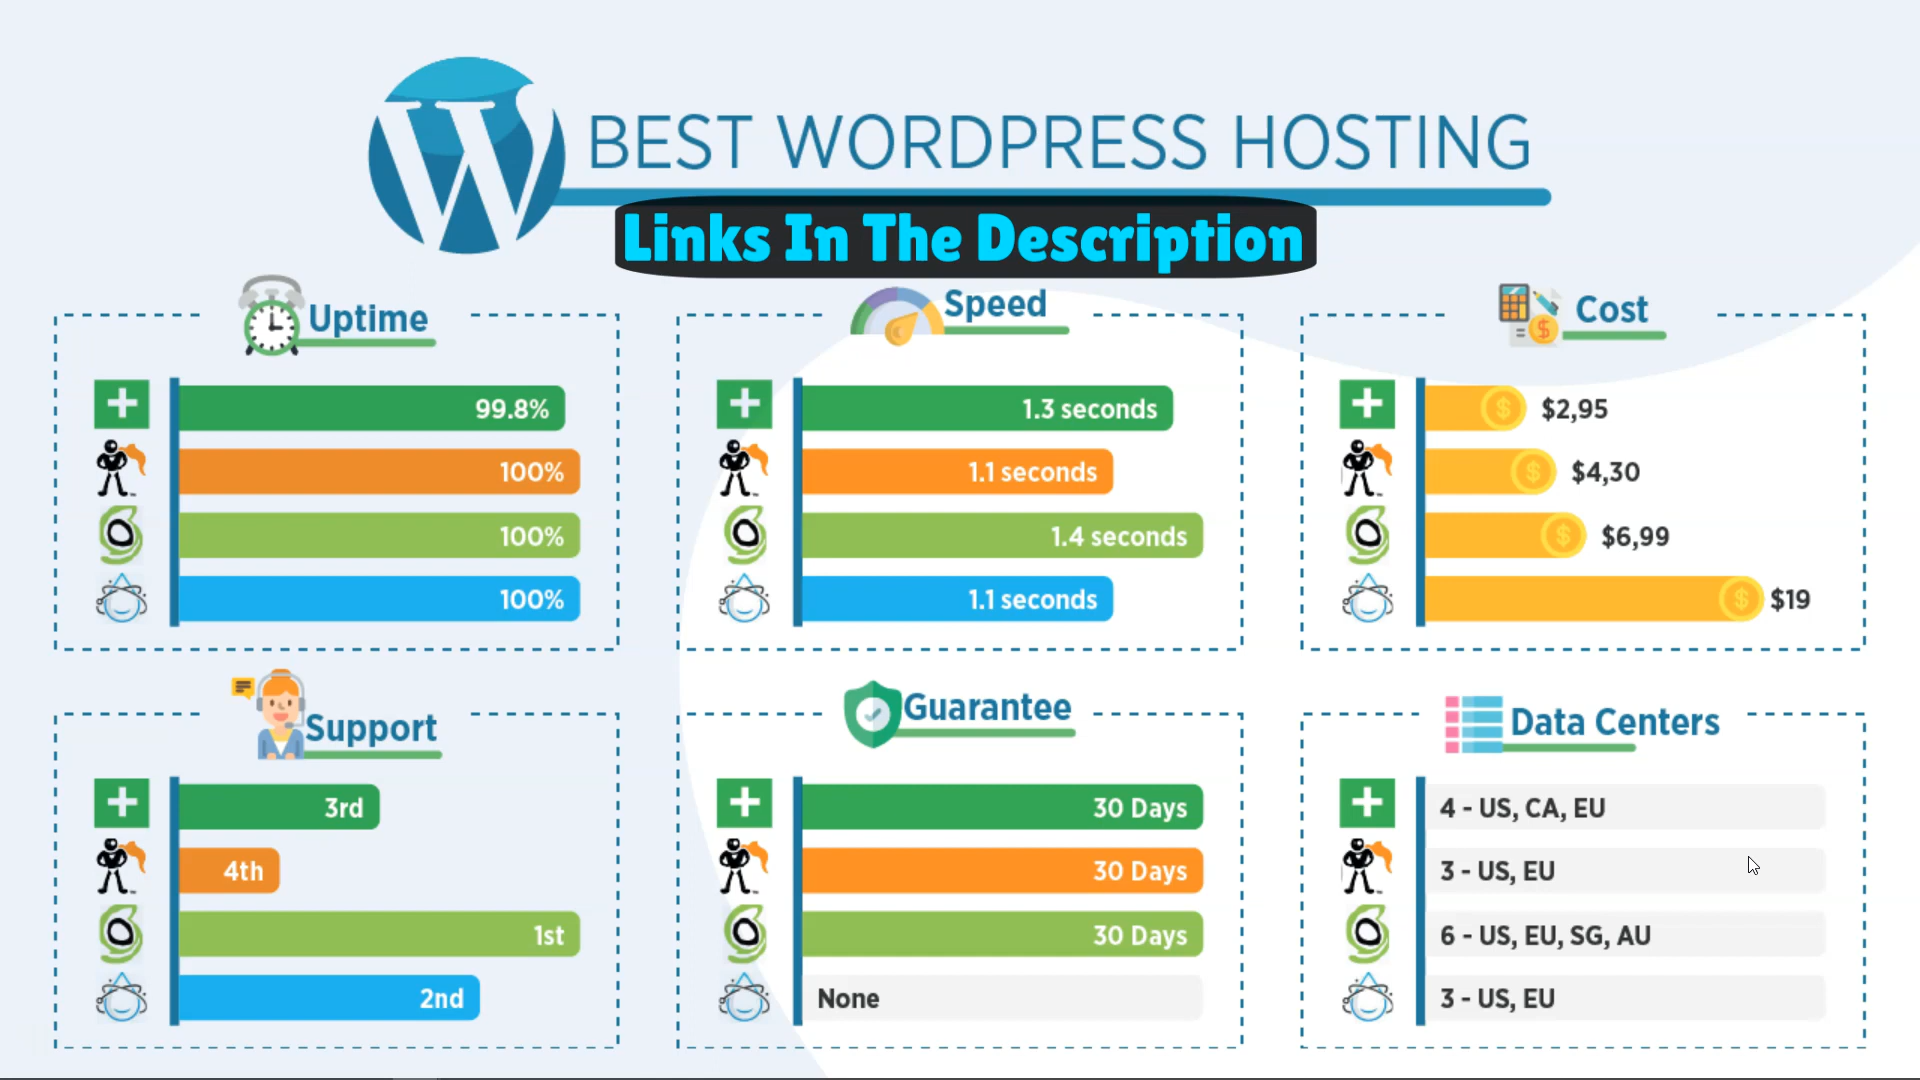 BEST WORDPRESS HOSTING
Links In The Description
Uptime
99.8%
100%
100%
100%
Speed
1.3 seconds
1.1 seconds
1.4 seconds
1.1 seconds
Cost
$2,95
$4,30
$6,99
$19
Support
3rd
4th
1st
2nd
Guarantee
30 Days
30 Days
30 Days
None
Data Centers
4 - US, CA, EU
3 - US, EU
6 - US, EU, SG, AU
3 - US, EU